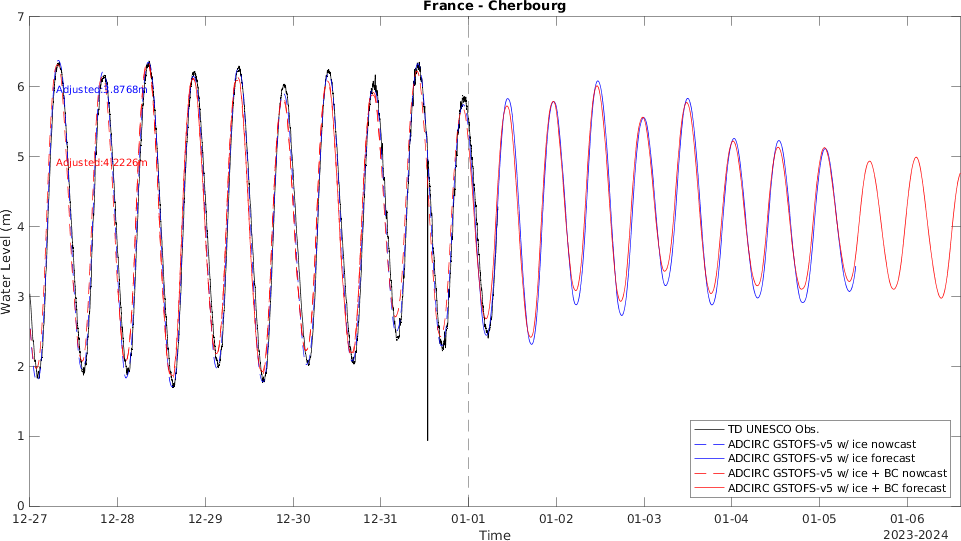 France - Cherbourg
7
6
5
4
3
2
1
0
Water Level (m)
Adjusted:3.8768m
Adjusted:4.2226m
TD UNESCO Obs.
ADCIRC GSTOFS-v5 w/ ice nowcast
ADCIRC GSTOFS-v5 w/ ice forecast
ADCIRC GSTOFS-v5 w/ ice + BC nowcast
ADCIRC GSTOFS-v5 w/ ice + BC forecast
12-27 12-28 12-29 12-30 12-31 01-01 01-02 01-03 01-04 01-05 01-06
Time
2023-2024